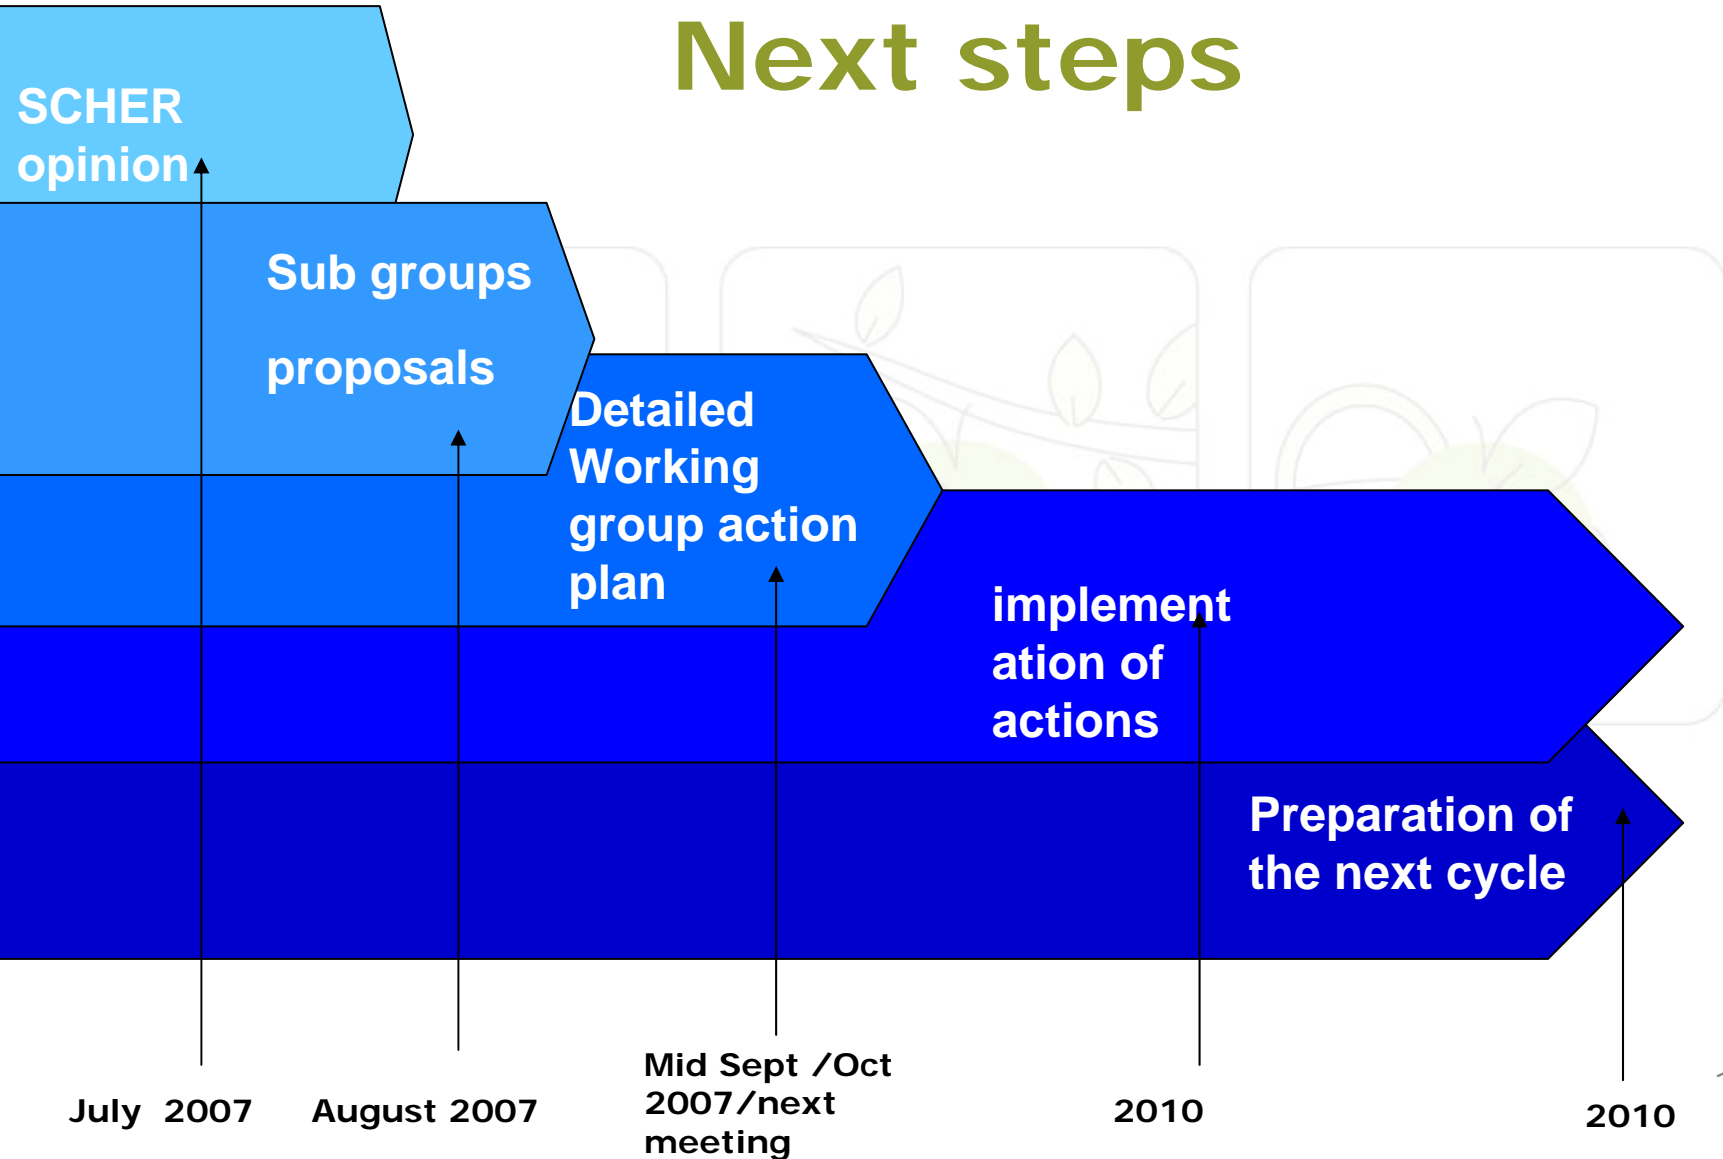 Next steps
SCHER
opinion
Sub groups
proposals
Detailed
Working
group action
plan
implement
ation of
actions
Preparation of
the next cycle
July 2007
August 2007
Mid Sept /Oct
2007/next
meeting
2010
2010